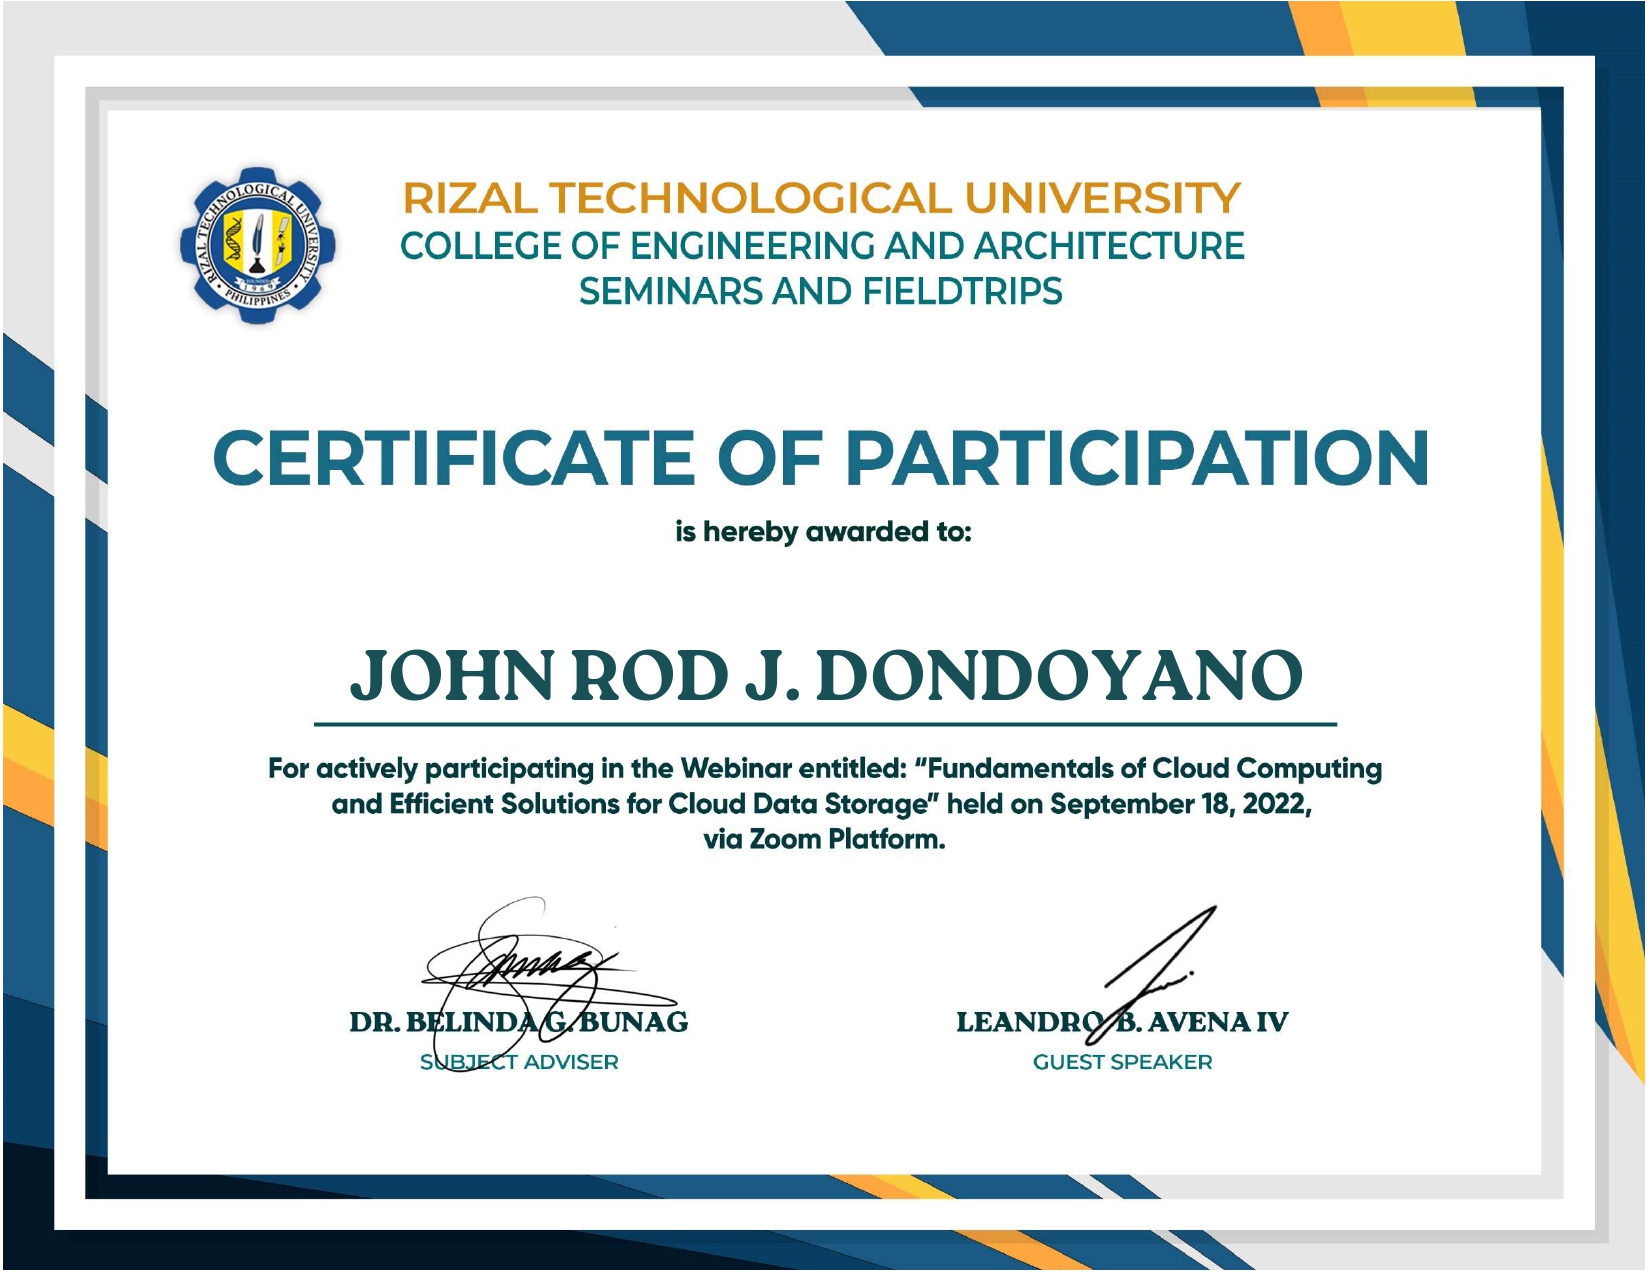 RIZAL TECHNOLOGICAL UNIVERSITY
PHILIPPINES
FOUNDED
1969
RIZAL TECHNOLOGICAL UNIVERSITY
COLLEGE OF ENGINEERING AND ARCHITECTURE
SEMINARS AND FIELDTRIPS
CERTIFICATE OF PARTICIPATION
is hereby awarded to:
JOHN ROD J. DONDOYANO
For actively participating in the Webinar entitled: “Fundamentals of Cloud Computing
and Efficient Solutions for Cloud Data Storage” held on September 18, 2022,
via Zoom Platform.
DR. BELINDA G. BUNAG
SUBJECT ADVISER
LEANDRO B. AVENA IV
GUEST SPEAKER